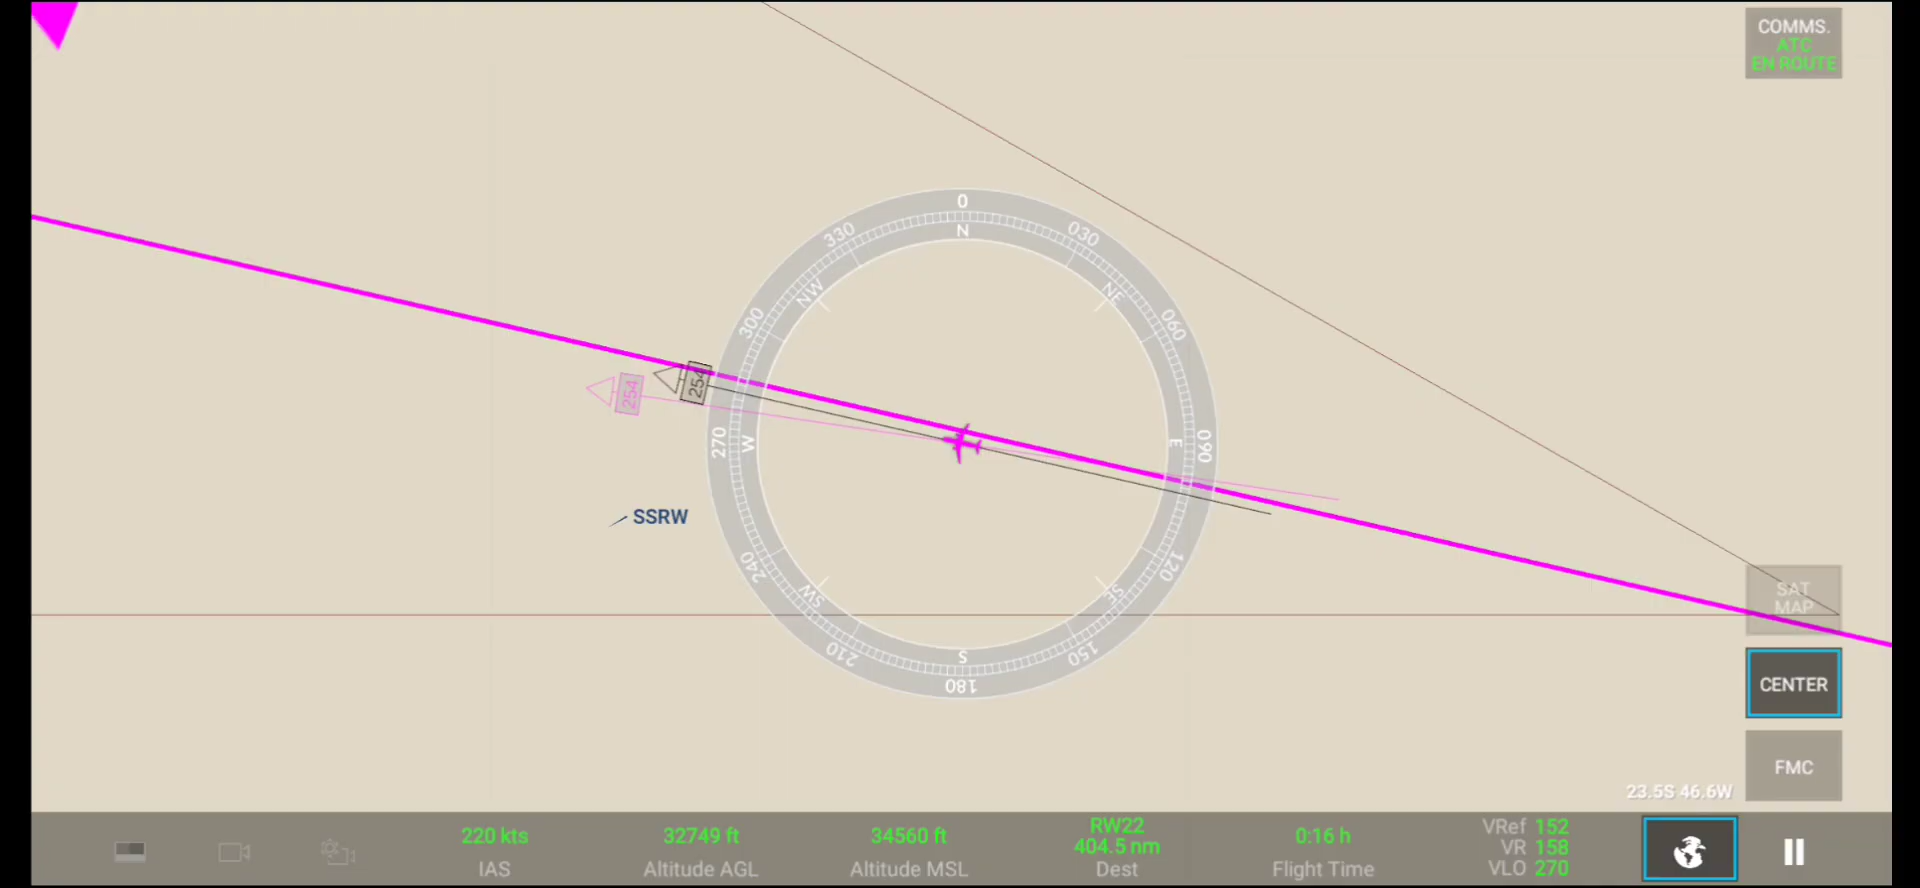 COMMS.
ATC
EN ROUTE
0
N
330
030
NW
NE
300
060
254
254
270
W
E
090
SSRW
240
120
SW
SE
210
150
S
180
SAT
MAP
CENTER
FMC
23.5S 46.6W
220 kts
IAS
32749 ft
Altitude AGL
34560 ft
Altitude MSL
RW22
404.5 nm
Dest
0:16 h
Flight Time
VRef 152
VR 158
VLO 270